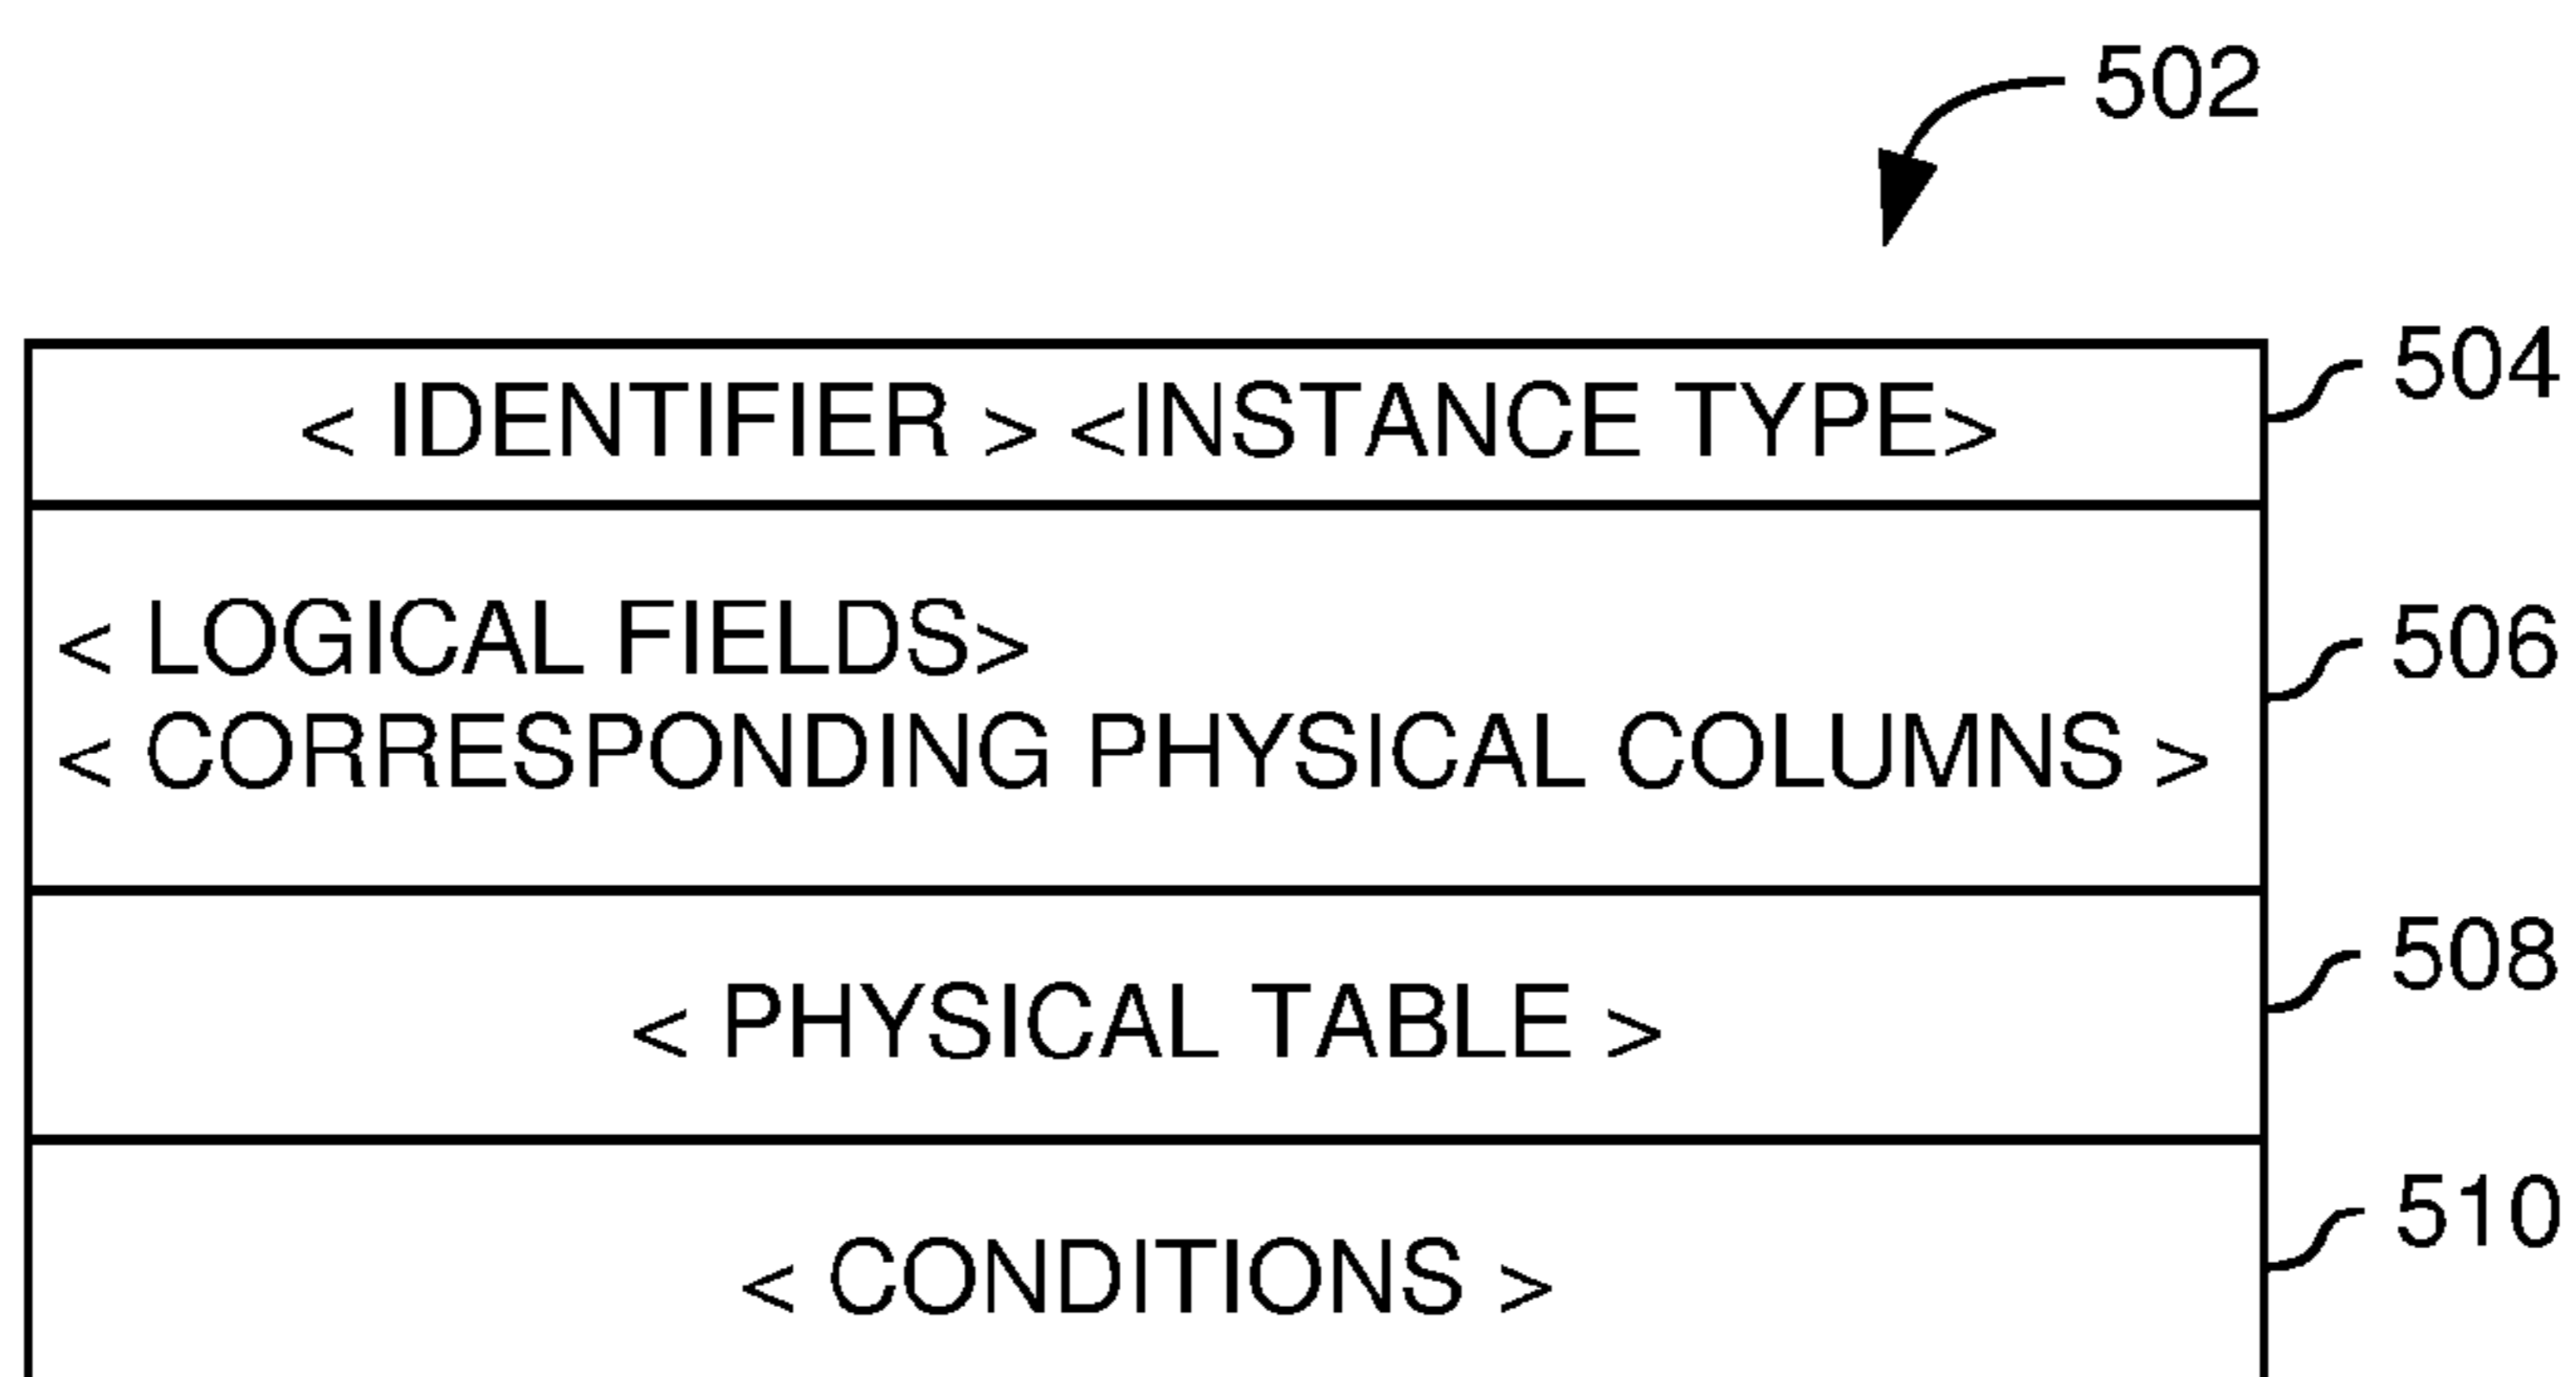 502
504
< IDENTIFIER > <INSTANCE TYPE>
< LOGICAL FIELDS>
506
< CORRESPONDING PHYSICAL COLUMNS >
508
< PHYSICAL TABLE >
510
< CONDITIONS >